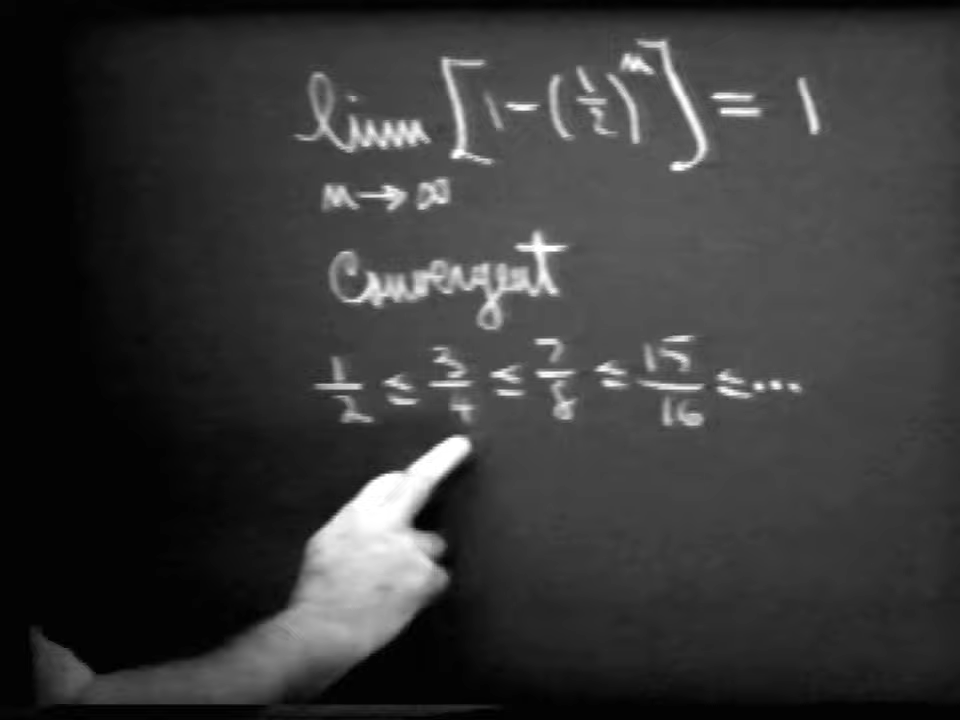 lim [1-(1/2)^n] = 1
n→∞
Convergent
1/2 ≤ 3/4 ≤ 7/8 ≤ 15/16 ≤ ...